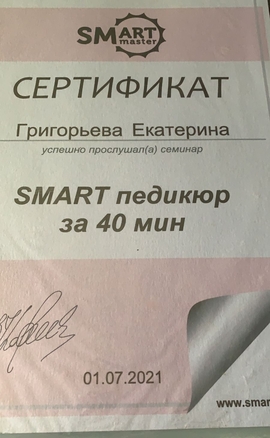 SMART
master
СЕРТИФИКАТ
Григорьева Екатерина
успешно прослушал(а) семинар
SMART педикюр
за 40 мин
01.07.2021
www.smar